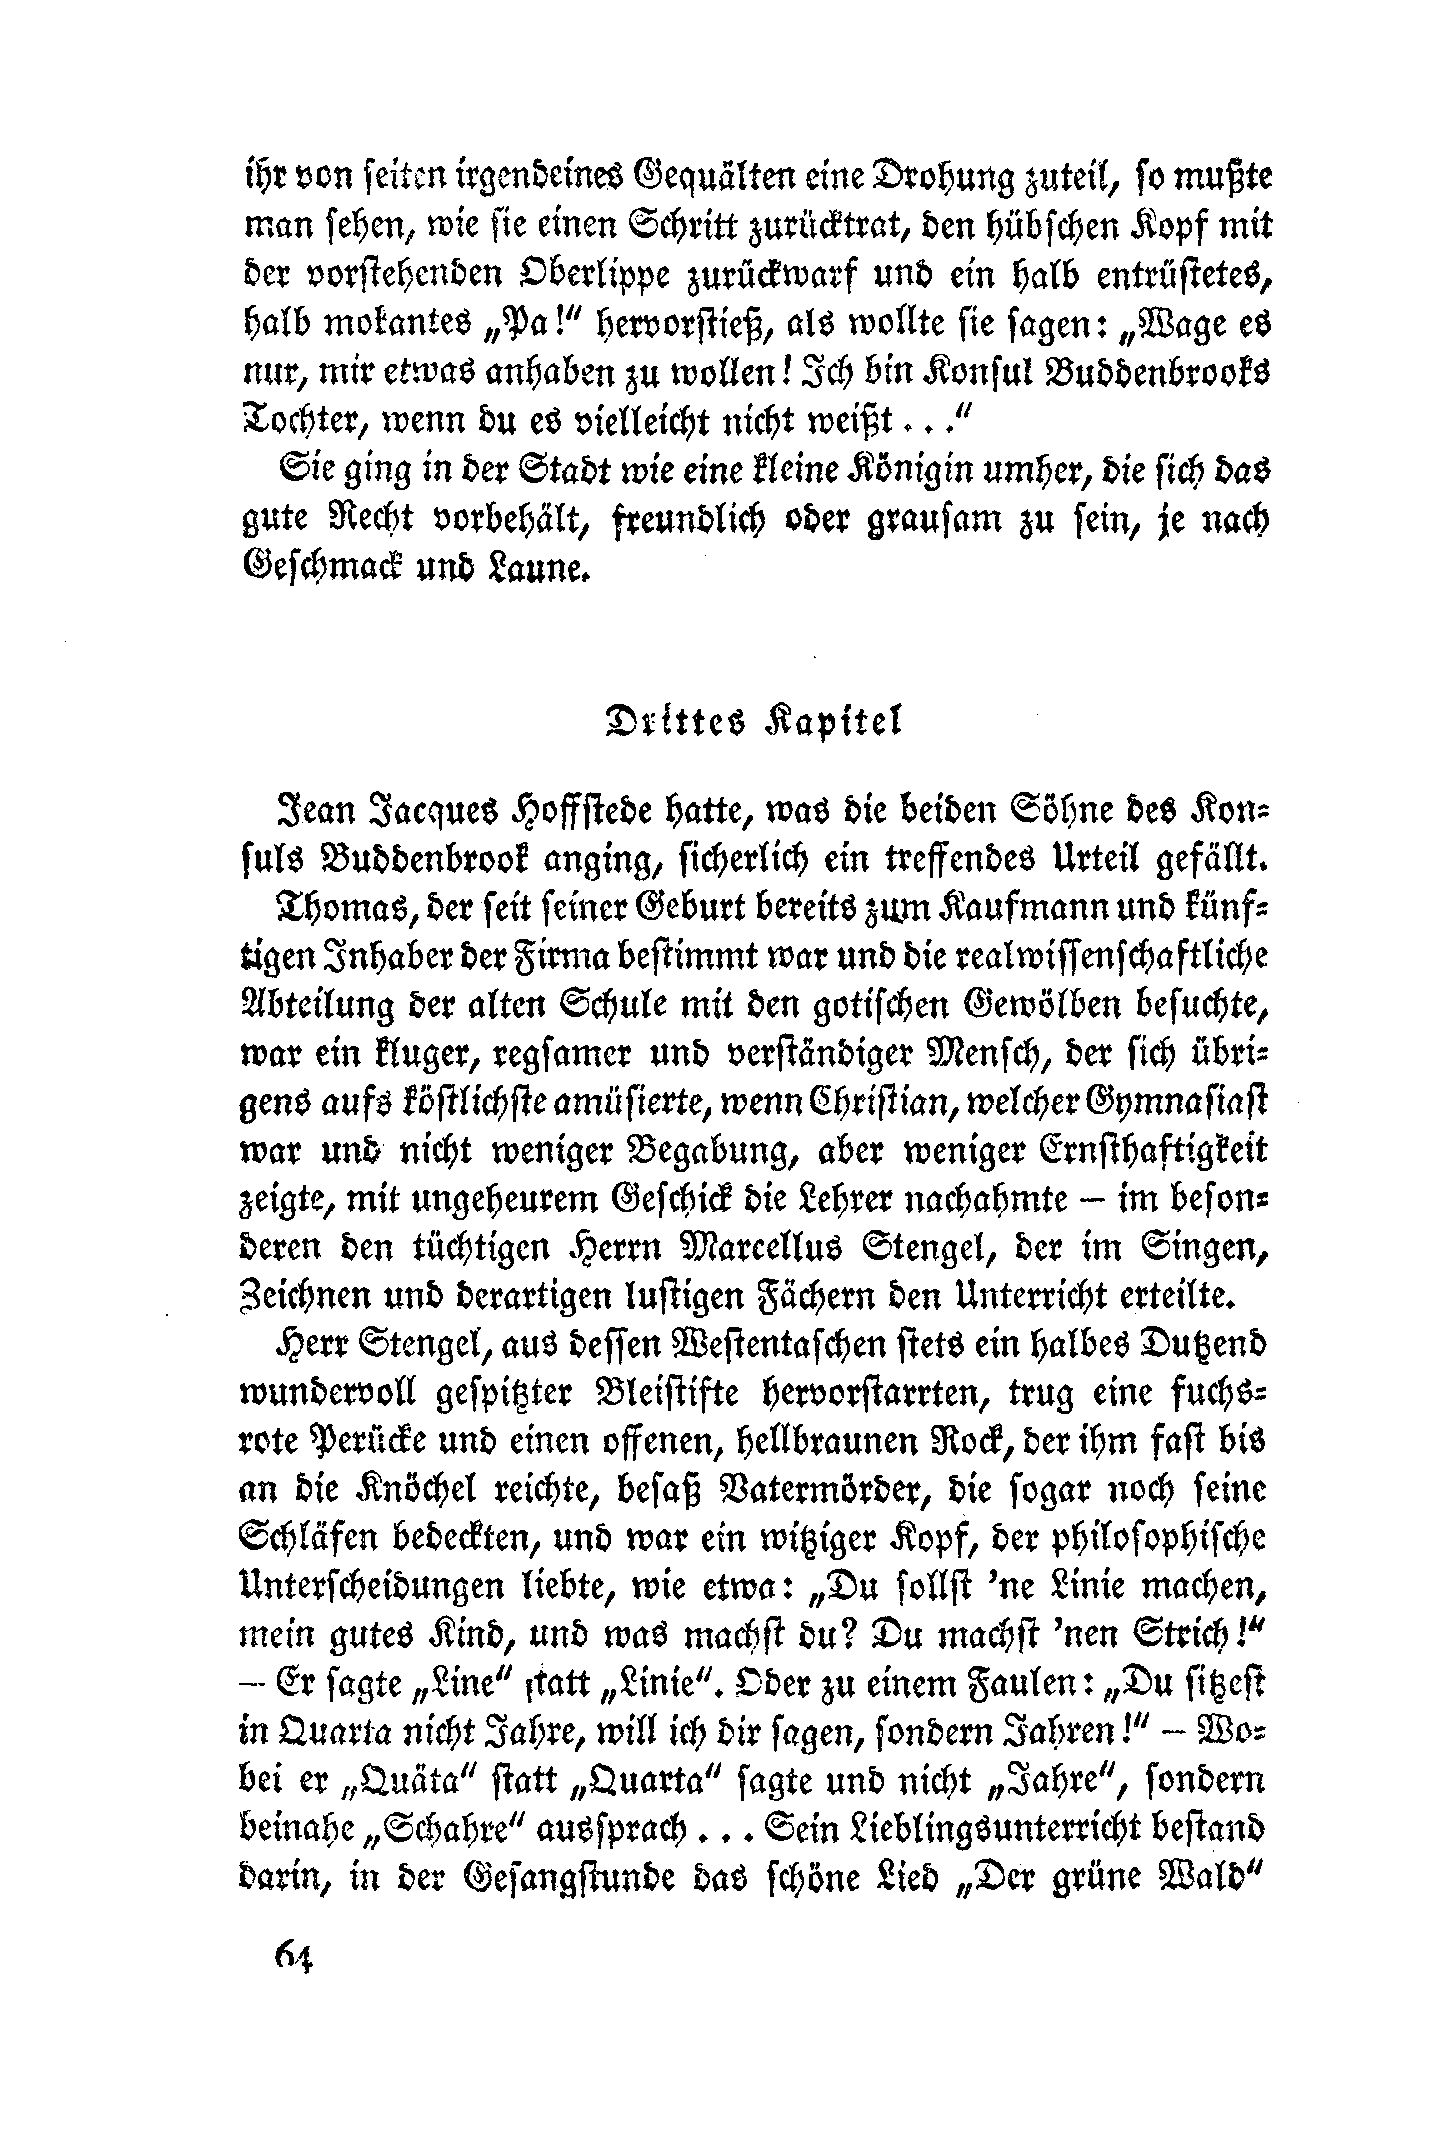 ihr von seiten irgendeines Gequälten eine Drohung zuteil, so mußte
man sehen, wie sie einen Schritt zurücktrat, den hübschen Kopf mit
der vorstehenden Oberlippe zurückwarf und ein halb entrüstetes,
halb mokantes „Pa!“ hervorstieß, als wollte sie sagen: „Wage es
nur, mir etwas anhaben zu wollen! Ich bin Konsul Buddenbrooks
Tochter, wenn du es vielleicht nicht weißt . . .“
Sie ging in der Stadt wie eine kleine Königin umher, die sich das
gute Recht vorbehält, freundlich oder grausam zu sein, je nach
Geschmack und Laune.
Drittes Kapitel
Jean Jacques Hoffstede hatte, was die beiden Söhne des Kon-
suls Buddenbrook anging, sicherlich ein treffendes Urteil gefällt.
Thomas, der seit seiner Geburt bereits zum Kaufmann und künf-
tigen Inhaber der Firma bestimmt war und die realwissenschaftliche
Abteilung der alten Schule mit den gotischen Gewölben besuchte,
war ein kluger, regsamer und verständiger Mensch, der sich übri-
gens aufs köstlichste amüsierte, wenn Christian, welcher Gymnasiast
war und nicht weniger Begabung, aber weniger Ernsthaftigkeit
zeigte, mit ungeheurem Geschick die Lehrer nachahmte – im beson-
deren den tüchtigen Herrn Marcellus Stengel, der im Singen,
Zeichnen und derartigen lustigen Fächern den Unterricht erteilte.
Herr Stengel, aus dessen Westentaschen stets ein halbes Dutzend
wundervoll gespitzter Bleistifte hervorstarrten, trug eine fuchs-
rote Perücke und einen offenen, hellbraunen Rock, der ihm fast bis
an die Knöchel reichte, besaß Vatermörder, die sogar noch seine
Schläfen bedeckten, und war ein witziger Kopf, der philosophische
Unterscheidungen liebte, wie etwa: „Du sollst ’ne Linie machen,
mein gutes Kind, und was machst du? Du machst ’nen Strich!“
– Er sagte „Line“ statt „Linie“. Oder zu einem Faulen: „Du sitzest
in Quarta nicht Jahre, will ich dir sagen, sondern Jahren!“ – Wo-
bei er „Quäta“ statt „Quarta“ sagte und nicht „Jahre“, sondern
beinahe „Schahre“ aussprach . . . Sein Lieblingsunterricht bestand
darin, in der Gesangstunde das schöne Lied „Der grüne Wald“
64